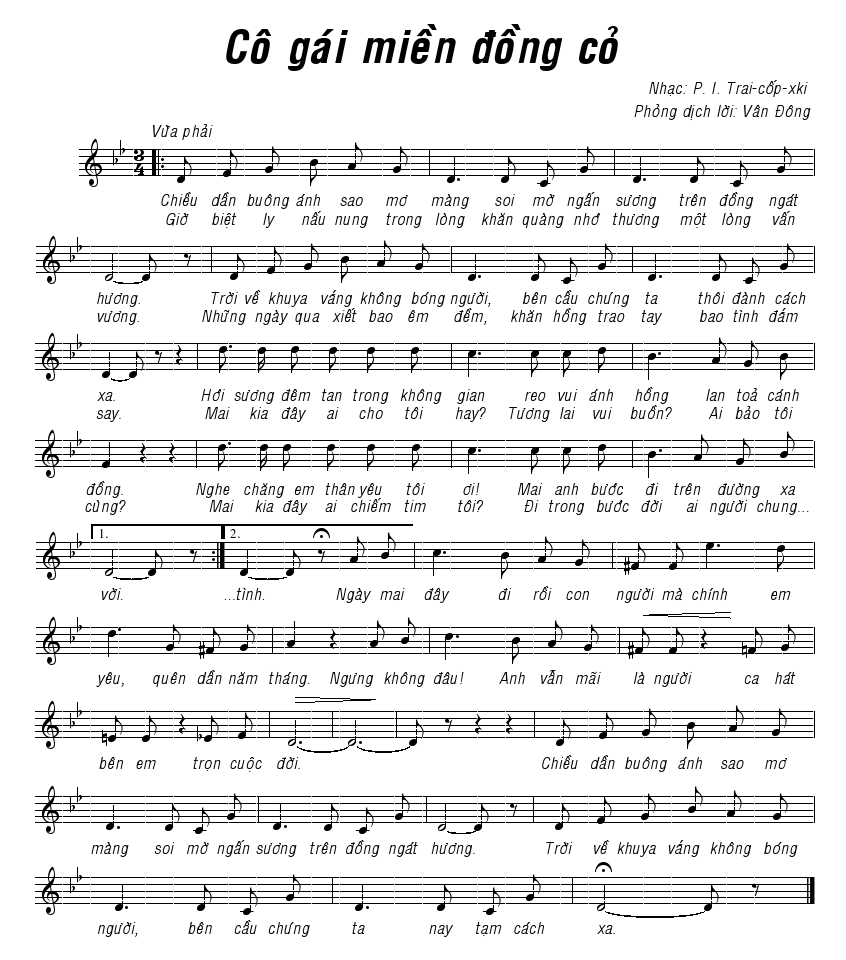 Cô gái miền đồng cỏ
Nhạc: P. I. Trai-cốp-xki
Phỏng dịch lời: Vân Đông
Vừa phải
3
4
Chiều dần buông ánh sao mơ màng soi mờ ngấn sương trên đồng ngát
Giờ biệt ly nấu nung trong lòng khăn quàng nhớ thương một lòng vấn
hương. Trời về khuya vắng không bóng người, bên cầu chứng ta thôi đành cách
vương. Những ngày qua xiết bao êm đềm, khăn hồng trao tay bao tình đắm
xa. Hơi sương đêm tan trong không gian reo vui ánh hồng lan toả cánh
say. Mai kia đây ai cho tôi hay? Tương lai vui buồn? Ai bảo tôi
đồng. Nghe chăng em thân yêu tôi ơi! Mai anh bước đi trên đường xa
cùng? Mai kia đây ai chiếm tim tôi? Đi trong bước đời ai người chung...
1. 2.
vời. ...tình. Ngày mai đây đi rồi con người mà chính em
yêu, quên dần năm tháng. Ngưng không đâu! Anh vẫn mãi là người ca hát
bên em trọn cuộc đời. Chiều dần buông ánh sao mơ
màng soi mờ ngấn sương trên đồng ngát hương. Trời về khuya vắng không bóng
người, bên cầu chứng ta nay tạm cách xa.